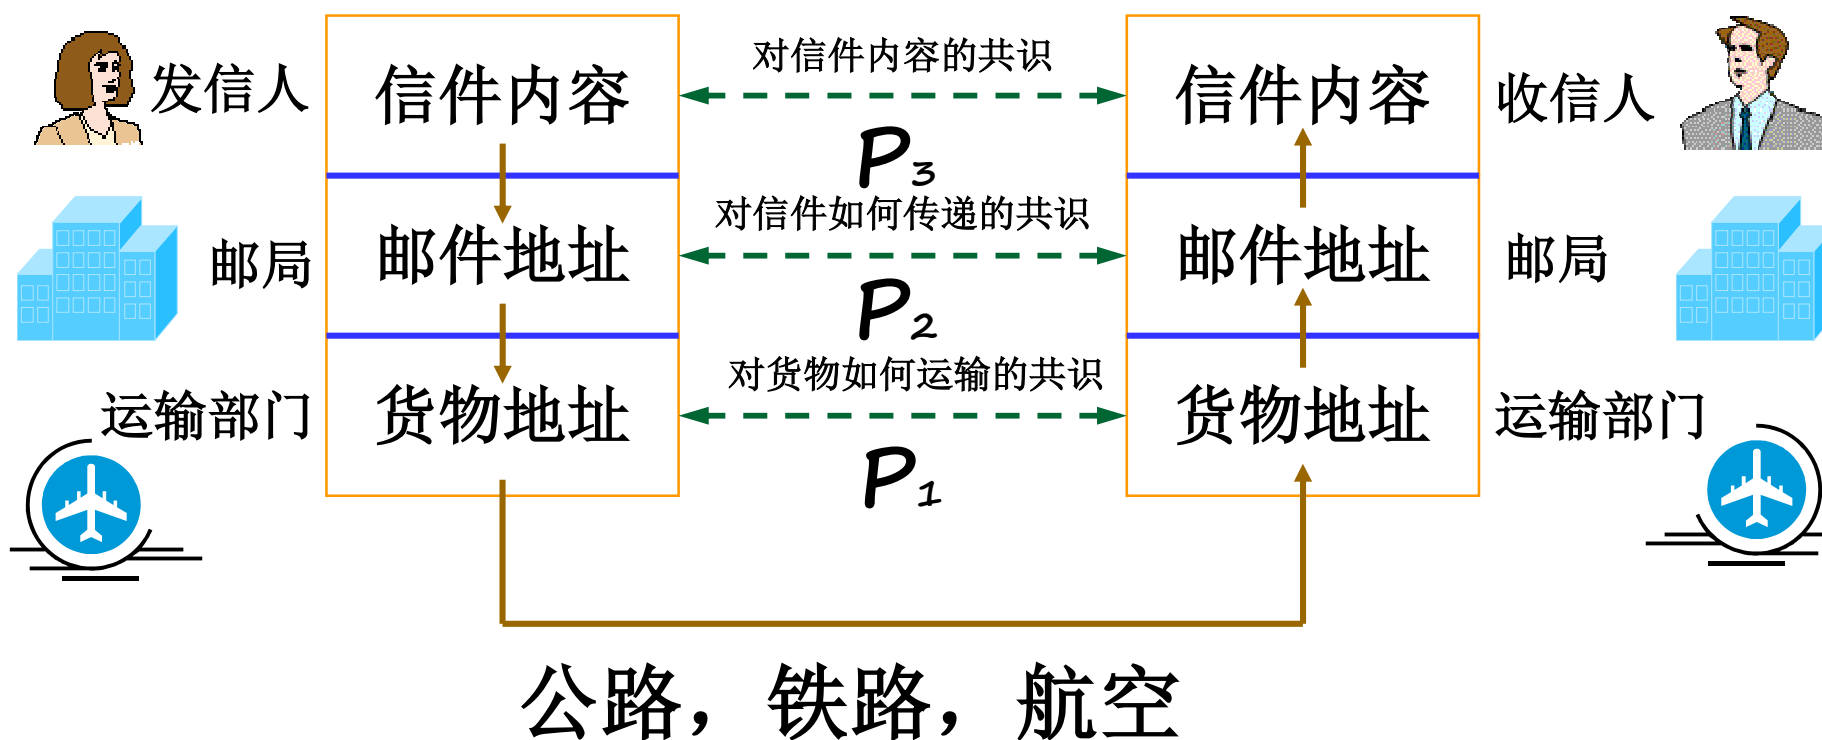 对信件内容的共识
发信人 信件内容 信件内容 收信人
P3
对信件如何传递的共识
邮局 邮件地址 邮件地址 邮局
P2
对货物如何运输的共识
运输部门 货物地址 货物地址 运输部门
P1
公路，铁路，航空